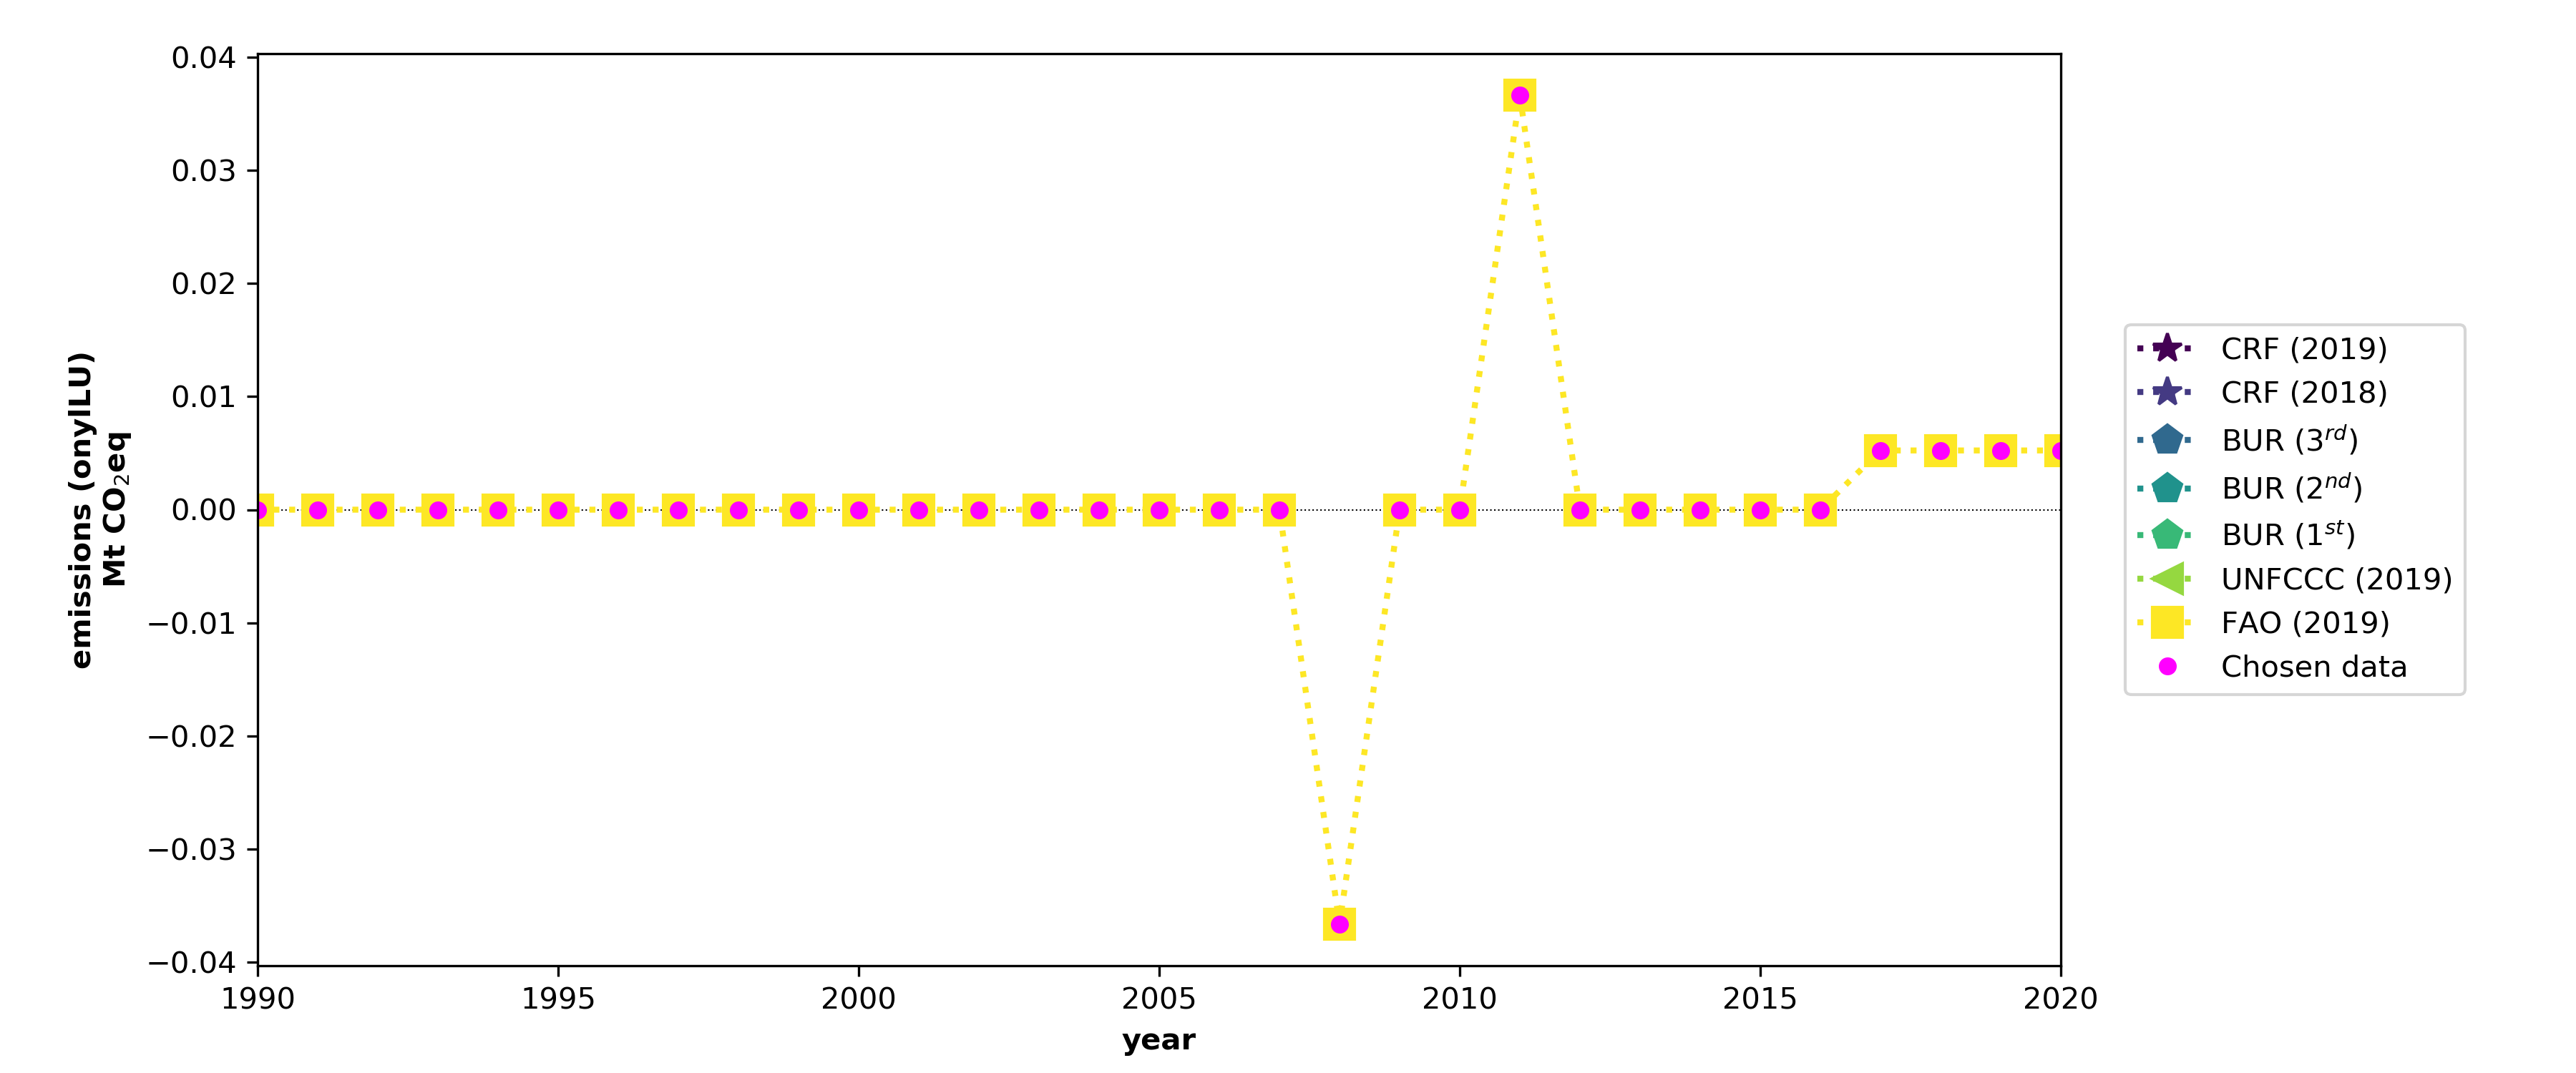 emissions (onylLU)
Mt CO₂eq
0.04
0.03
0.02
0.01
0.00
−0.01
−0.02
−0.03
−0.04
1990
1995
2000
2005
2010
2015
2020
year
CRF (2019)
CRF (2018)
BUR (3ʳᵈ)
BUR (2ⁿᵈ)
BUR (1ˢᵗ)
UNFCCC (2019)
FAO (2019)
Chosen data